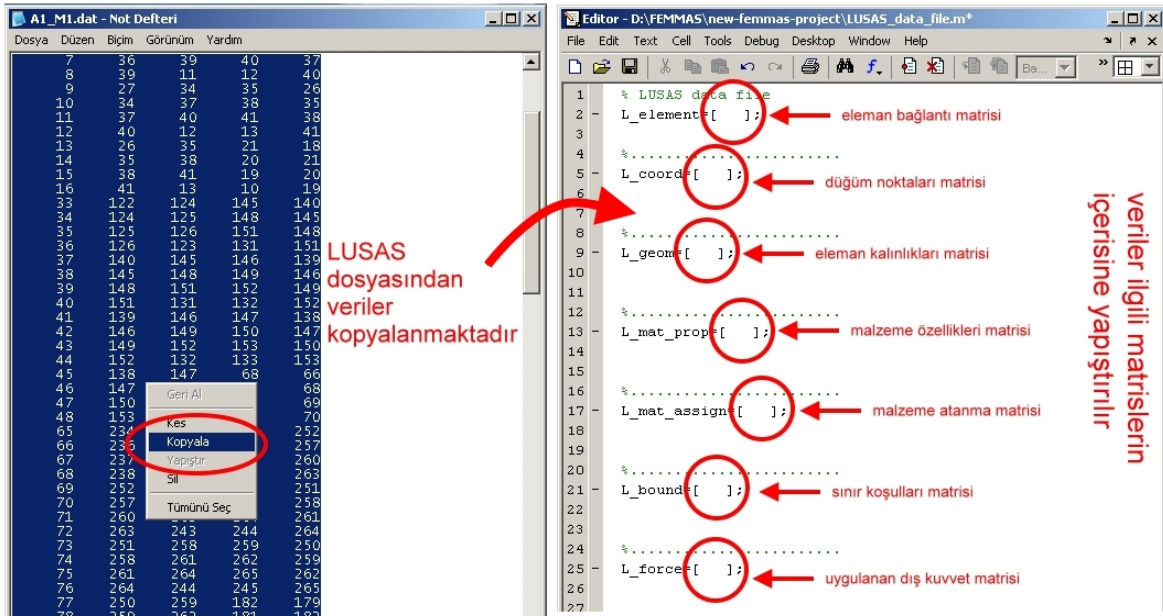 A1_M1.dat - Not Defteri
Dosya Düzen Biçim Görünüm Yardım
7 36 39 40 37
8 39 11 12 40
9 27 34 35 26
10 34 37 38 35
11 37 40 41 38
12 40 12 13 41
13 26 35 21 18
14 35 38 20 21
15 38 41 19 20
16 41 13 10 19
33 122 124 145 140
34 124 125 148 145
35 125 126 151 148
36 126 123 131 151
37 140 145 146 139
38 145 148 149 146
39 148 151 152 149
40 151 131 132 152
41 139 146 147 138
42 146 149 150 147
43 149 152 153 150
44 152 132 133 153
45 138 147 68 66
46 147 68
47 150 69
48 153 70
65 234 252
66 236 257
67 237 260
68 238 263
69 252 251
70 257 258
71 260 261
72 263 243 244 264
73 251 258 259 250
74 258 261 262 259
75 261 264 265 262
76 264 244 245 265
77 250 259 182 179
Geri Al
Kes
Kopyala
Yapıştır
Sil
Tümünü Seç
LUSAS
dosyasından
veriler
kopyalanmaktadır
Editor - D:\FEMMAS\new-femmas-project\LUSAS_data_file.m*
File Edit Text Cell Tools Debug Desktop Window Help
Ba...
1 % LUSAS data file
2 - L_element=[ ]; eleman bağlantı matrisi
3
4 %.........................
5 - L_coord=[ ]; düğüm noktaları matrisi
6
7
8 %.........................
9 - L_geom=[ ]; eleman kalınlıkları matrisi
10
11
12 %.........................
13 - L_mat_prop=[ ]; malzeme özellikleri matrisi
14
15
16 %.........................
17 - L_mat_assign=[ ]; malzeme atanma matrisi
18
19
20 %.........................
21 - L_bound=[ ]; sınır koşulları matrisi
22
23
24 %.........................
25 - L_force=[ ]; uygulanan dış kuvvet matrisi
26
27
veriler ilgili matrislerin
içerisine yapıştırılır